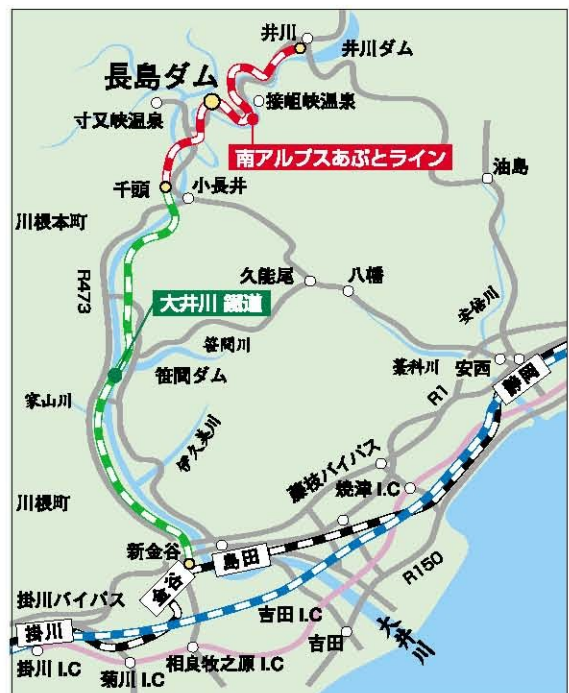 井川
井川ダム
長島ダム
接岨峡温泉
寸又峡温泉
南アルプスあぷとライン
千頭
小長井
油島
川根本町
R473
久能尾
八幡
大井川 鐵道
安倍川
笹間川
笹間ダム
藁科川
安西
静岡
家山川
R1
伊久美川
藤枝バイパス
焼津 I.C
川根町
新金谷
島田
R150
金谷
掛川バイパス
吉田 I.C
吉田
大井川
掛川
掛川 I.C
菊川 I.C
相良牧之原 I.C